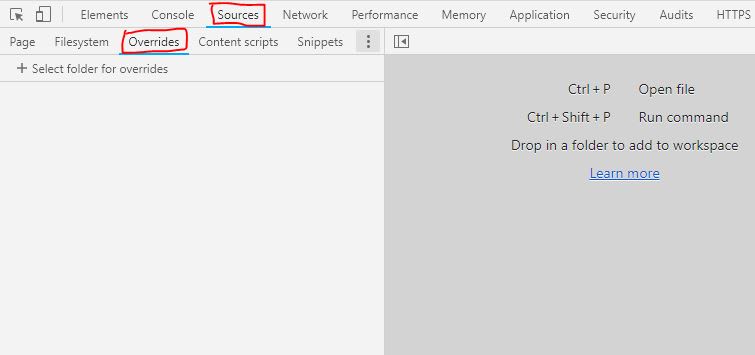 Elements Console Sources Network Performance Memory Application Security Audits HTTPS
Page Filesystem Overrides Content scripts Snippets
+ Select folder for overrides
Ctrl + P Open file
Ctrl + Shift + P Run command
Drop in a folder to add to workspace
Learn more